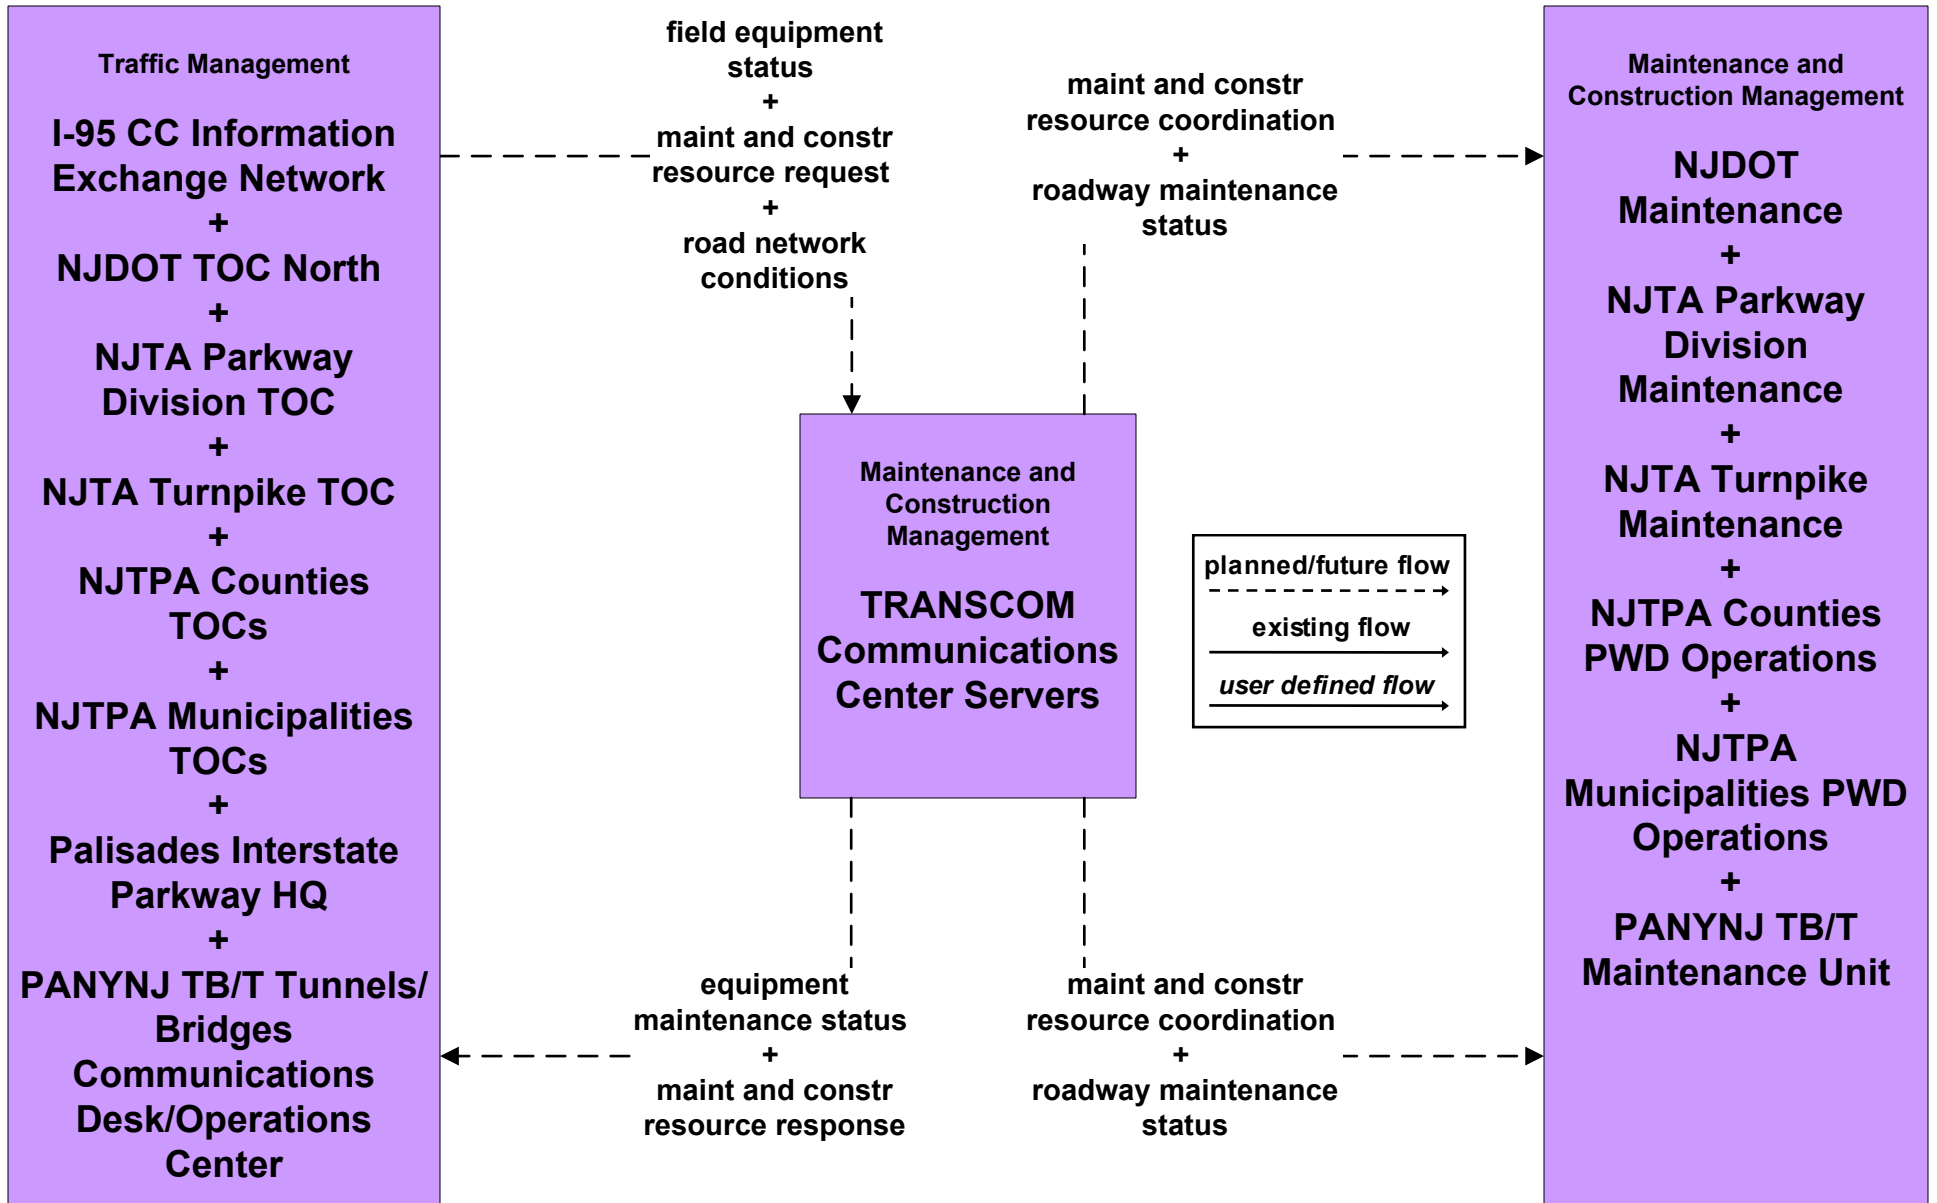 Traffic Management
I-95 CC Information
Exchange Network
+
NJDOT TOC North
+
NJTA Parkway
Division TOC
+
NJTA Turnpike TOC
+
NJTPA Counties
TOCs
+
NJTPA Municipalities
TOCs
+
Palisades Interstate
Parkway HQ
+
PANYNJ TB/T Tunnels/
Bridges
Communications
Desk/Operations
Center
field equipment
status
+
maint and constr
resource request
+
road network
conditions
maint and constr
resource coordination
+
roadway maintenance
status
Maintenance and
Construction
Management
TRANSCOM
Communications
Center Servers
planned/future flow
existing flow
user defined flow
equipment
maintenance status
+
maint and constr
resource response
maint and constr
resource coordination
+
roadway maintenance
status
Maintenance and
Construction Management
NJDOT
Maintenance
+
NJTA Parkway
Division
Maintenance
+
NJTA Turnpike
Maintenance
+
NJTPA Counties
PWD Operations
+
NJTPA
Municipalities PWD
Operations
+
PANYNJ TB/T
Maintenance Unit